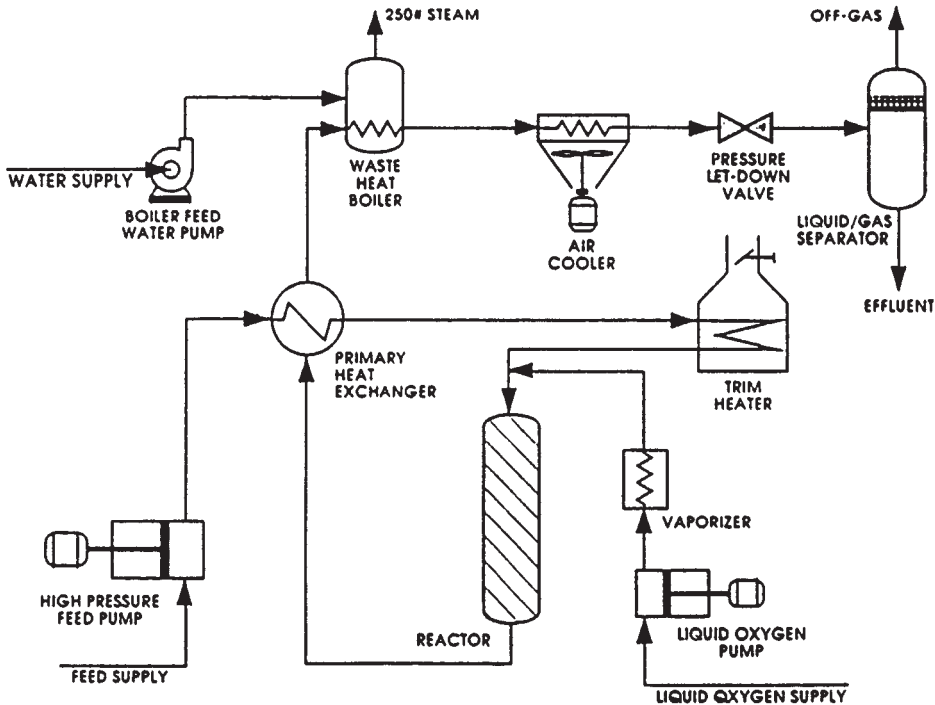 250# STEAM
OFF-GAS
WASTE
HEAT
BOILER
WATER SUPPLY
BOILER FEED
WATER PUMP
AIR
COOLER
PRESSURE
LET-DOWN
VALVE
LIQUID/GAS
SEPARATOR
EFFLUENT
PRIMARY
HEAT
EXCHANGER
TRIM
HEATER
VAPORIZER
HIGH PRESSURE
FEED PUMP
FEED SUPPLY
REACTOR
LIQUID OXYGEN
PUMP
LIQUID OXYGEN SUPPLY